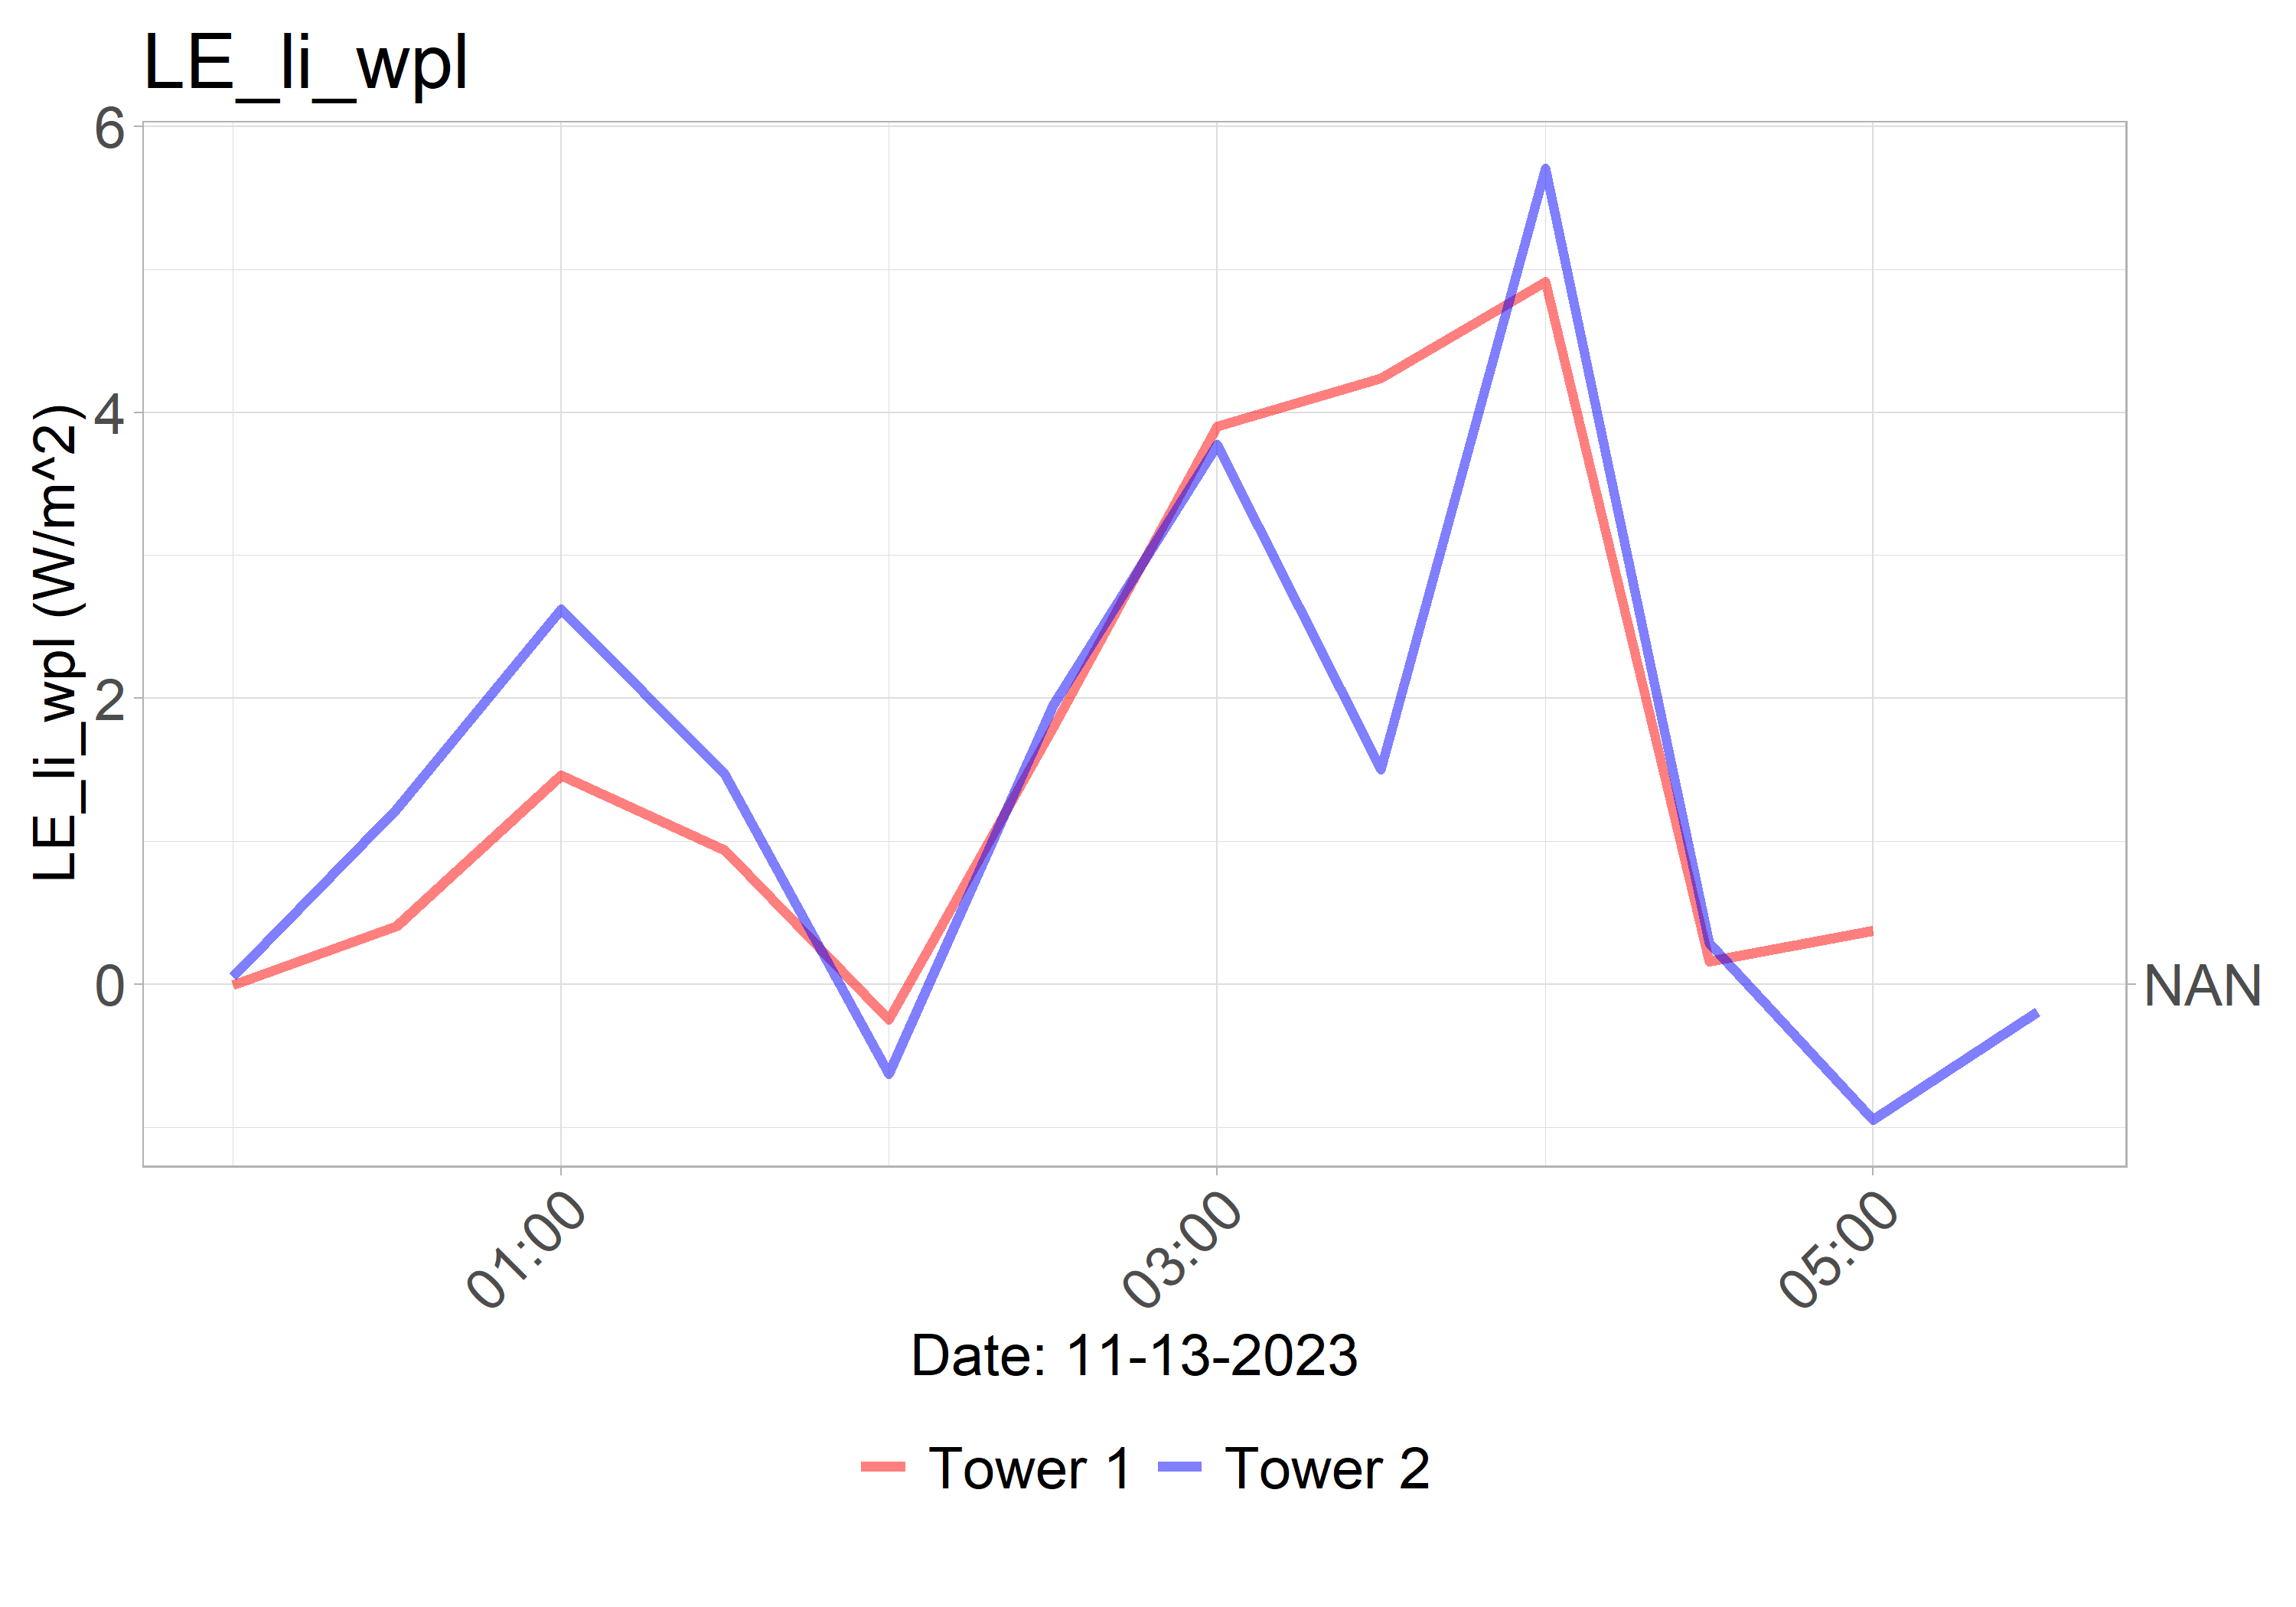 LE_li_wpl
LE_li_wpl (W/m^2)
6
4
2
0
NAN
01:00
03:00
05:00
Date: 11-13-2023
Tower 1
Tower 2